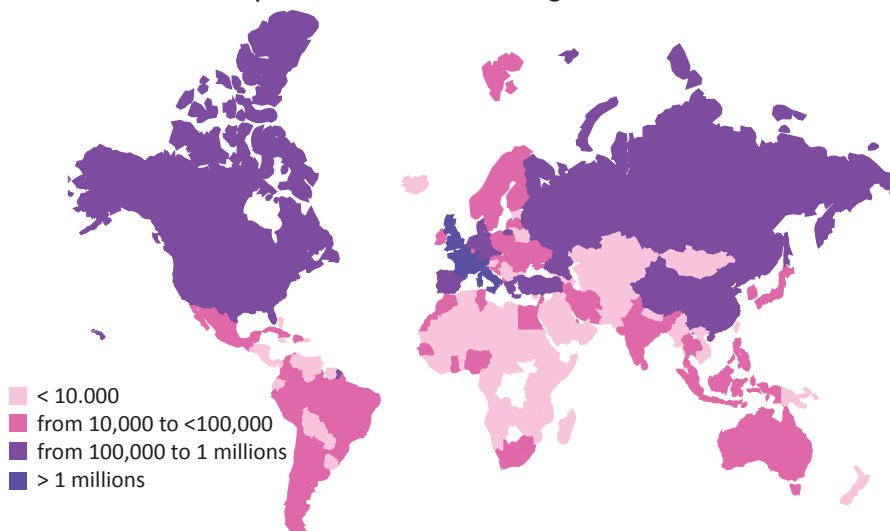 < 10.000
from 10,000 to <100,000
from 100,000 to 1 millions
> 1 millions